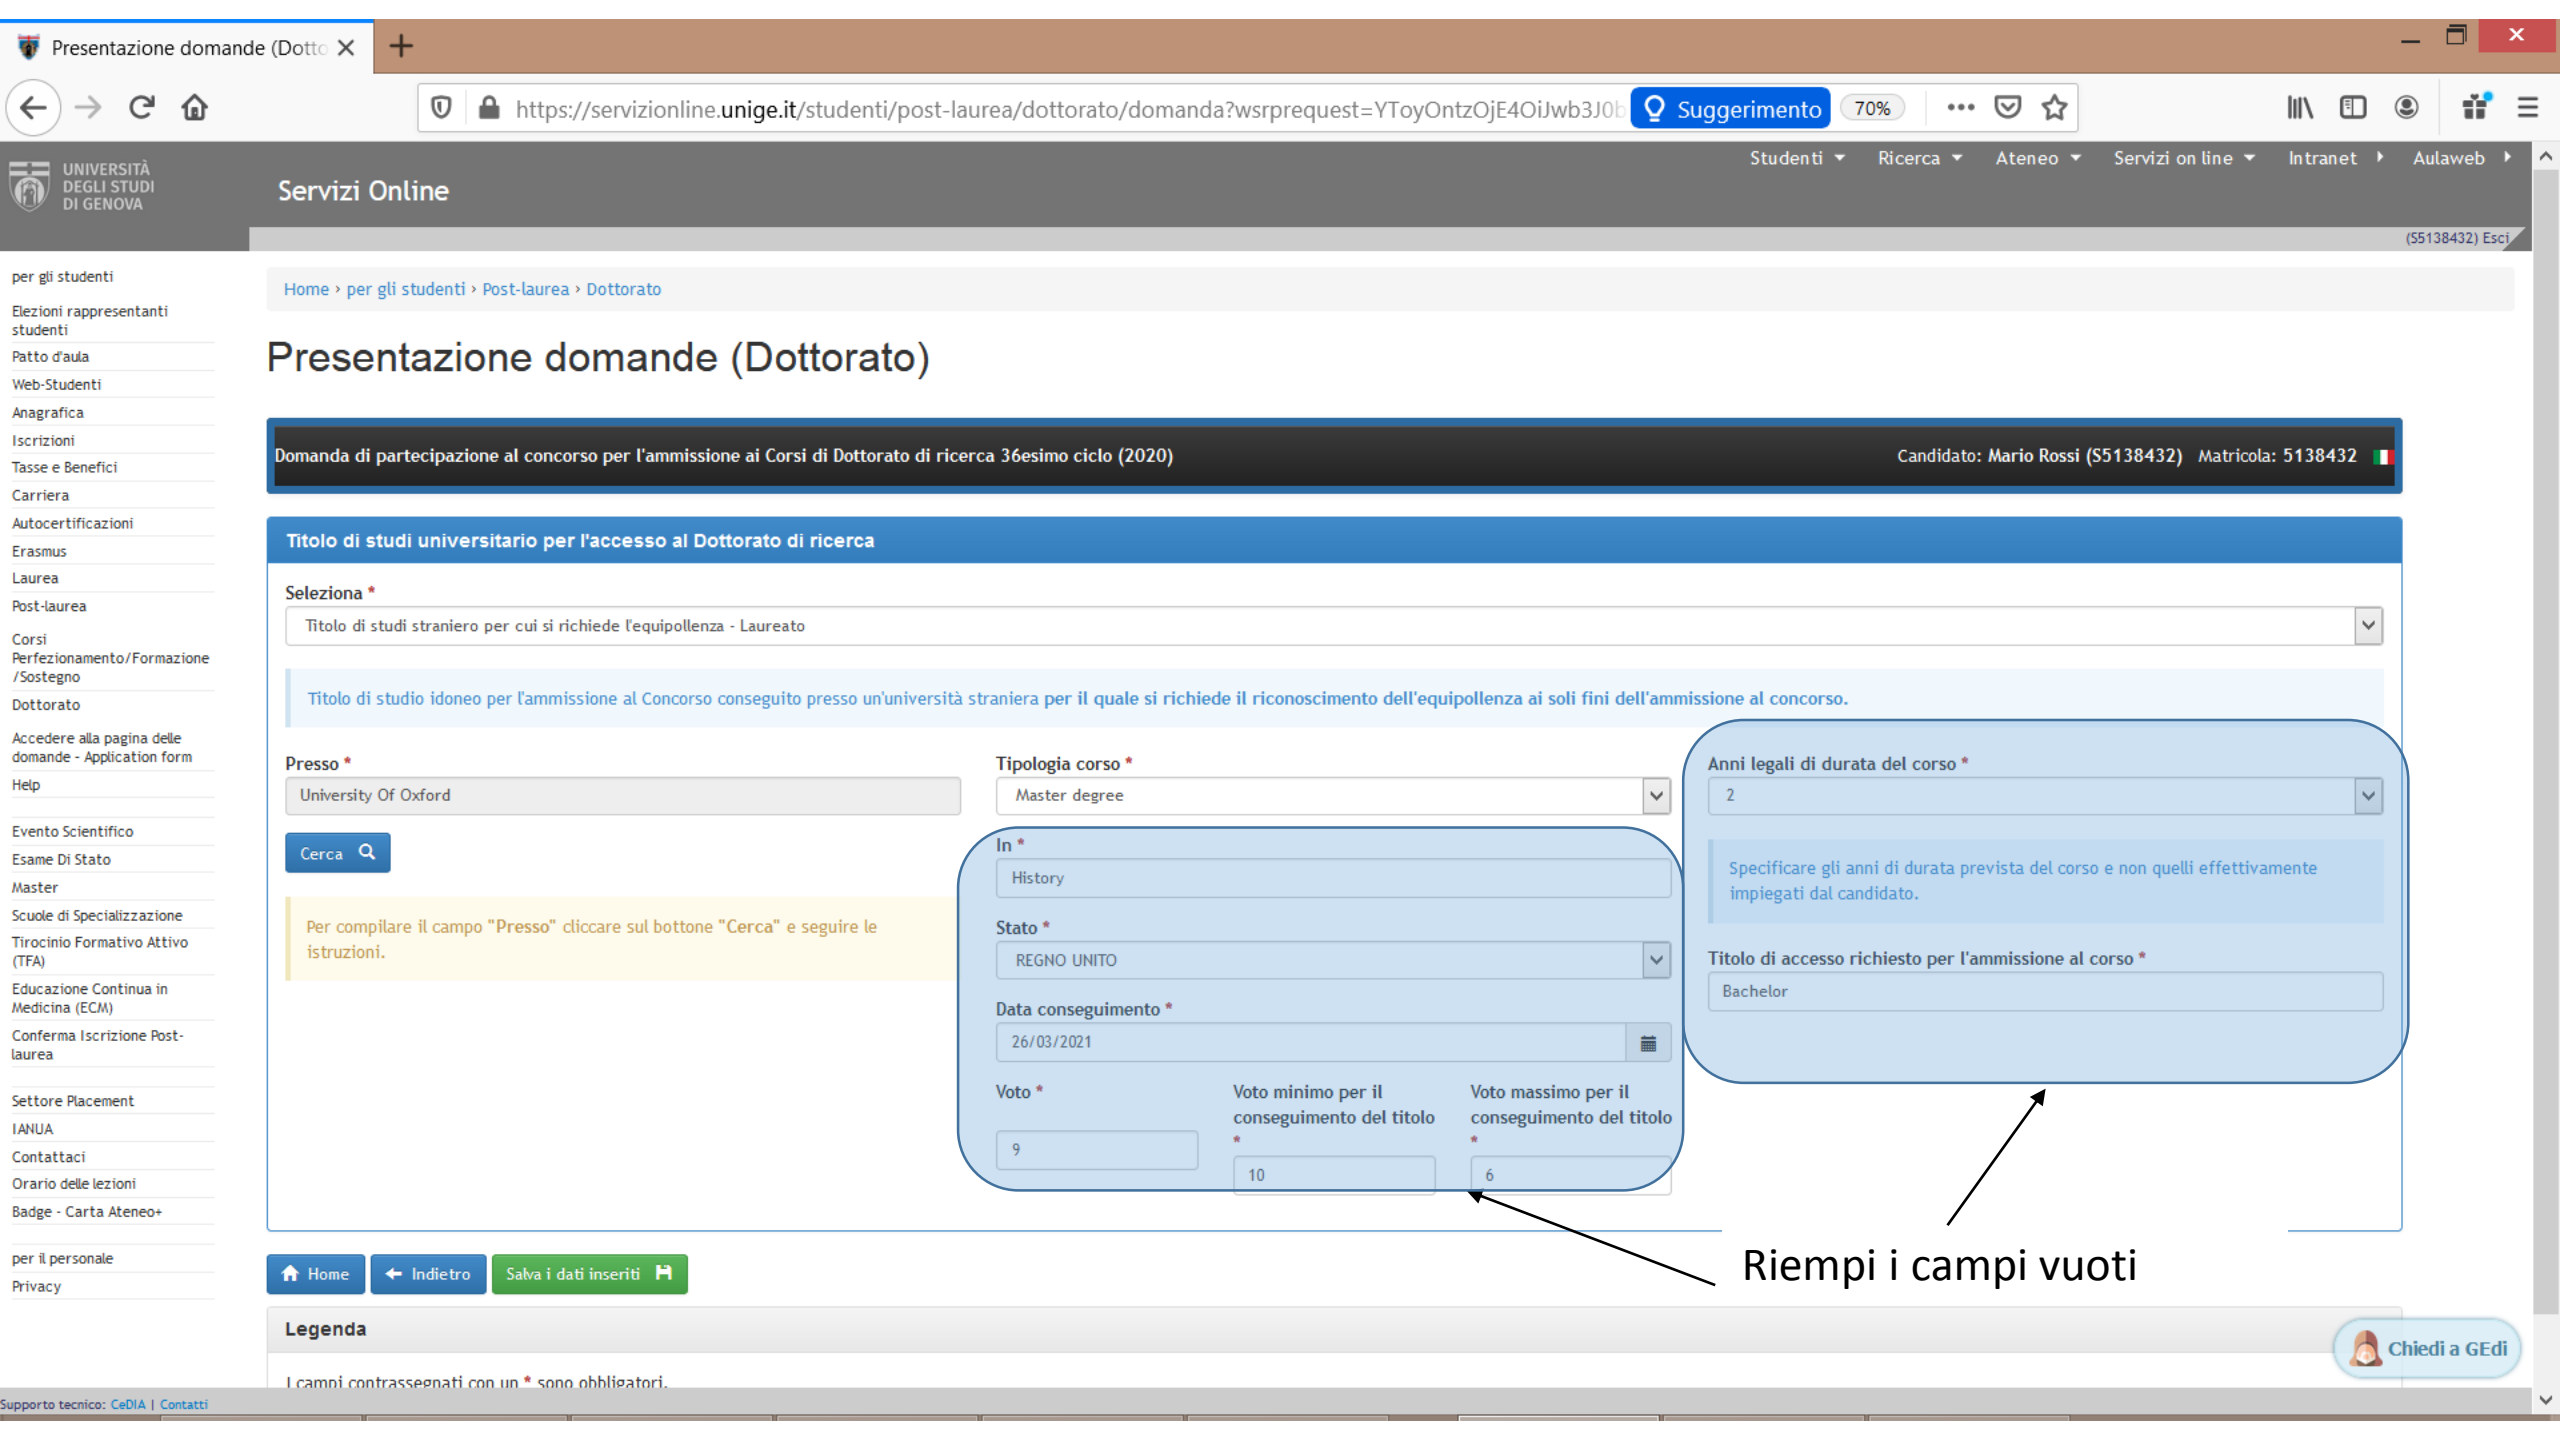 Presentazione domande (Dotto
https://servizionline.unige.it/studenti/post-laurea/dottorato/domanda?wsrprequest=YToyOntzOjE4OiJwb3J0b
Suggerimento
70%
UNIVERSITÀ
DEGLI STUDI
DI GENOVA
Servizi Online
Studenti
Ricerca
Ateneo
Servizi on line
Intranet
Aulaweb
(S5138432) Esci
per gli studenti
Elezioni rappresentanti
studenti
Patto d'aula
Web-Studenti
Anagrafica
Iscrizioni
Tasse e Benefici
Carriera
Autocertificazioni
Erasmus
Laurea
Post-laurea
Corsi
Perfezionamento/Formazione
/Sostegno
Dottorato
Accedere alla pagina delle
domande - Application form
Help
Evento Scientifico
Esame Di Stato
Master
Scuole di Specializzazione
Tirocinio Formativo Attivo
(TFA)
Educazione Continua in
Medicina (ECM)
Conferma Iscrizione Post-
laurea
Settore Placement
IANUA
Contattaci
Orario delle lezioni
Badge - Carta Ateneo+
per il personale
Privacy
Home › per gli studenti › Post-laurea › Dottorato
Presentazione domande (Dottorato)
Domanda di partecipazione al concorso per l'ammissione ai Corsi di Dottorato di ricerca 36esimo ciclo (2020)
Candidato: Mario Rossi (S5138432) Matricola: 5138432
Titolo di studi universitario per l'accesso al Dottorato di ricerca
Seleziona *
Titolo di studi straniero per cui si richiede l'equipollenza - Laureato
Titolo di studio idoneo per l'ammissione al Concorso conseguito presso un'università straniera per il quale si richiede il riconoscimento dell'equipollenza ai soli fini dell'ammissione al concorso.
Presso *
University Of Oxford
Cerca
Per compilare il campo "Presso" cliccare sul bottone "Cerca" e seguire le
istruzioni.
Tipologia corso *
Master degree
In *
History
Stato *
REGNO UNITO
Data conseguimento *
26/03/2021
Voto *
9
Voto minimo per il
conseguimento del titolo
*
10
Voto massimo per il
conseguimento del titolo
*
6
Anni legali di durata del corso *
2
Specificare gli anni di durata prevista del corso e non quelli effettivamente
impiegati dal candidato.
Titolo di accesso richiesto per l'ammissione al corso *
Bachelor
Riempi i campi vuoti
Home
Indietro
Salva i dati inseriti
Legenda
I campi contrassegnati con un * sono obbligatori.
Chiedi a GEdi
Supporto tecnico: CeDIA | Contatti